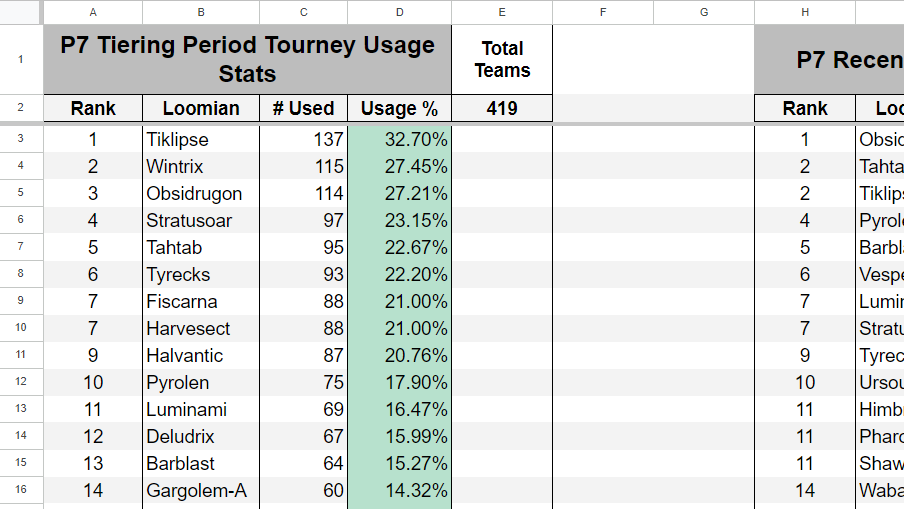 A B C D E F G H
1 P7 Tiering Period Tourney Usage Stats Total Teams P7 Recen
2 Rank Loomian # Used Usage % 419 Rank Loo
3 1 Tiklipse 137 32.70% 1 Obsid
4 2 Wintrix 115 27.45% 2 Tahta
5 3 Obsidrugon 114 27.21% 2 Tiklips
6 4 Stratusoar 97 23.15% 4 Pyrole
7 5 Tahtab 95 22.67% 5 Barbl
8 6 Tyrecks 93 22.20% 6 Vespe
9 7 Fiscarna 88 21.00% 7 Lumin
10 7 Harvesect 88 21.00% 7 Stratu
11 9 Halvantic 87 20.76% 9 Tyrec
12 10 Pyrolen 75 17.90% 10 Ursou
13 11 Luminami 69 16.47% 11 Himb
14 12 Deludrix 67 15.99% 11 Pharo
15 13 Barblast 64 15.27% 11 Shaw
16 14 Gargolem-A 60 14.32% 14 Waba